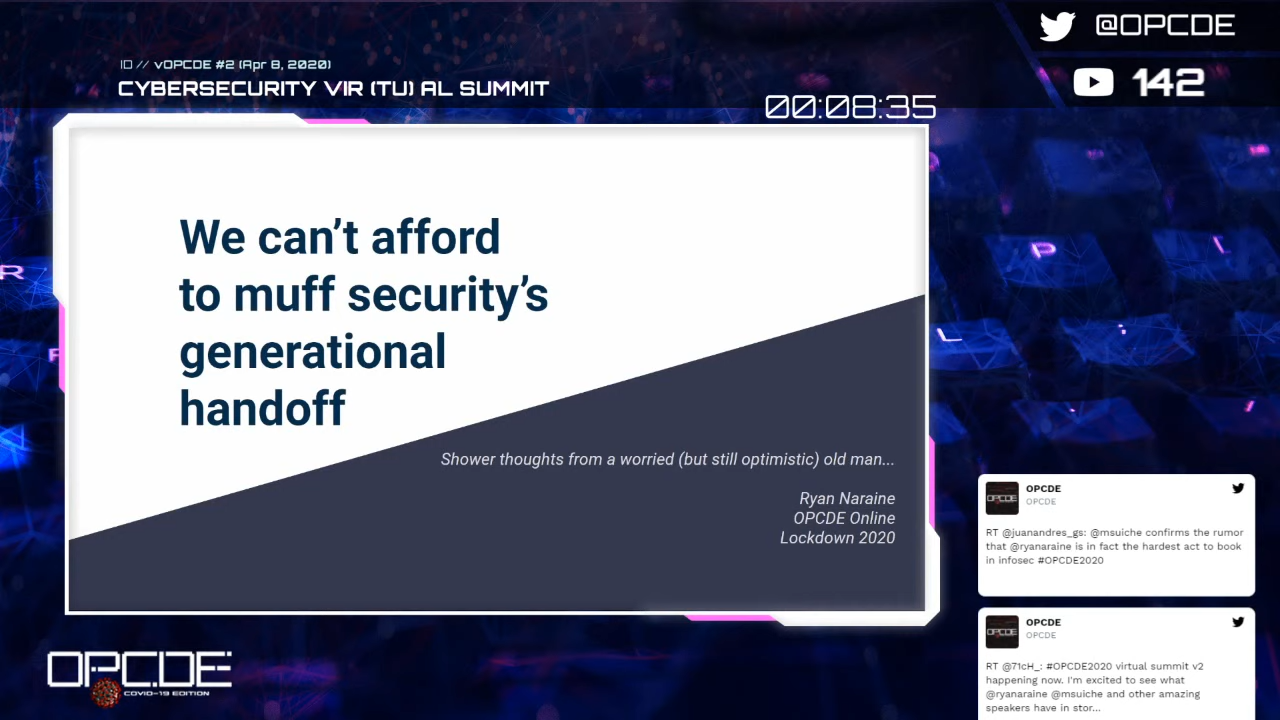 @OPCDE
ID // vOPCDE #2 (Apr 8, 2020)
CYBERSECURITY VIR (TU) AL SUMMIT
142
00:08:35
We can’t afford
to muff security’s
generational
handoff
Shower thoughts from a worried (but still optimistic) old man...
Ryan Naraine
OPCDE Online
Lockdown 2020
R
P
L
L
OPCDE
OPCDE
OPCDE
RT @juanandres_gs: @msuiche confirms the rumor
that @ryanaraine is in fact the hardest act to book
in infosec #OPCDE2020
OPCDE
OPCDE
OPCDE
RT @71cH_: #OPCDE2020 virtual summit v2
happening now. I'm excited to see what
@ryanaraine @msuiche and other amazing
speakers have in stor...
OPCDE
COVID-19 EDITION